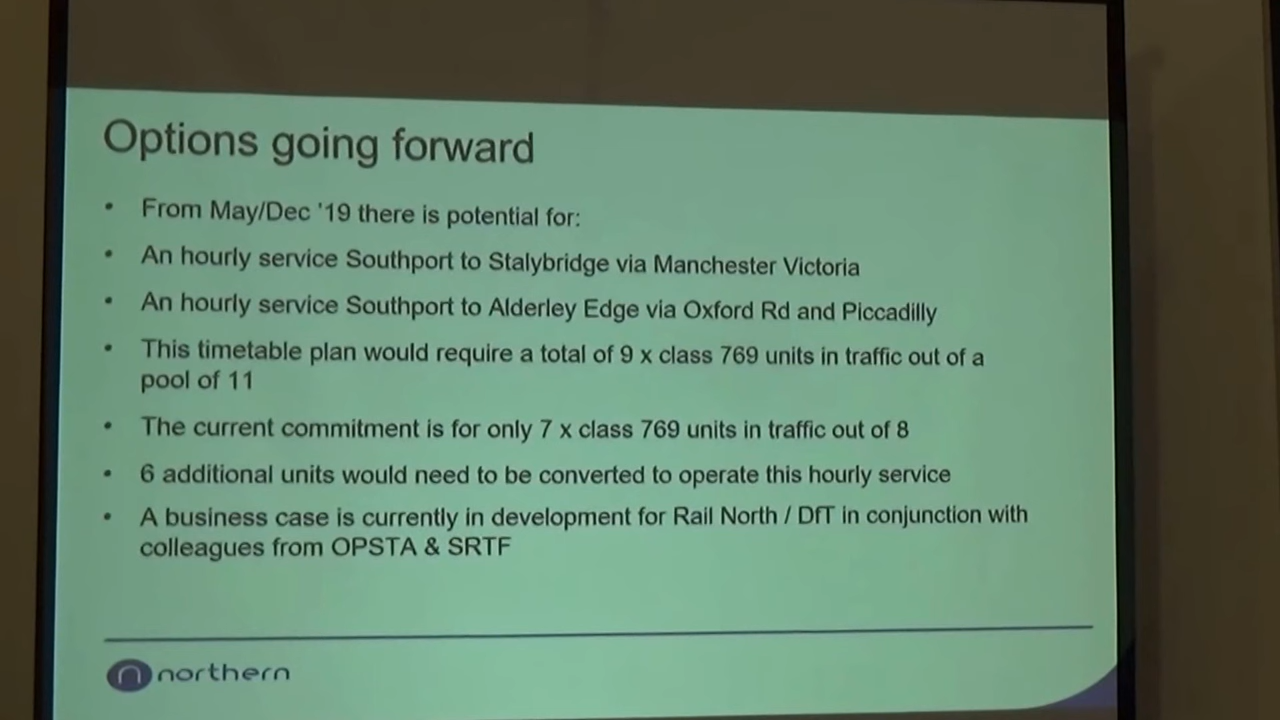 Options going forward
• From May/Dec '19 there is potential for:
• An hourly service Southport to Stalybridge via Manchester Victoria
• An hourly service Southport to Alderley Edge via Oxford Rd and Piccadilly
• This timetable plan would require a total of 9 x class 769 units in traffic out of a
pool of 11
• The current commitment is for only 7 x class 769 units in traffic out of 8
• 6 additional units would need to be converted to operate this hourly service
• A business case is currently in development for Rail North / DfT in conjunction with
colleagues from OPSTA & SRTF
n northern